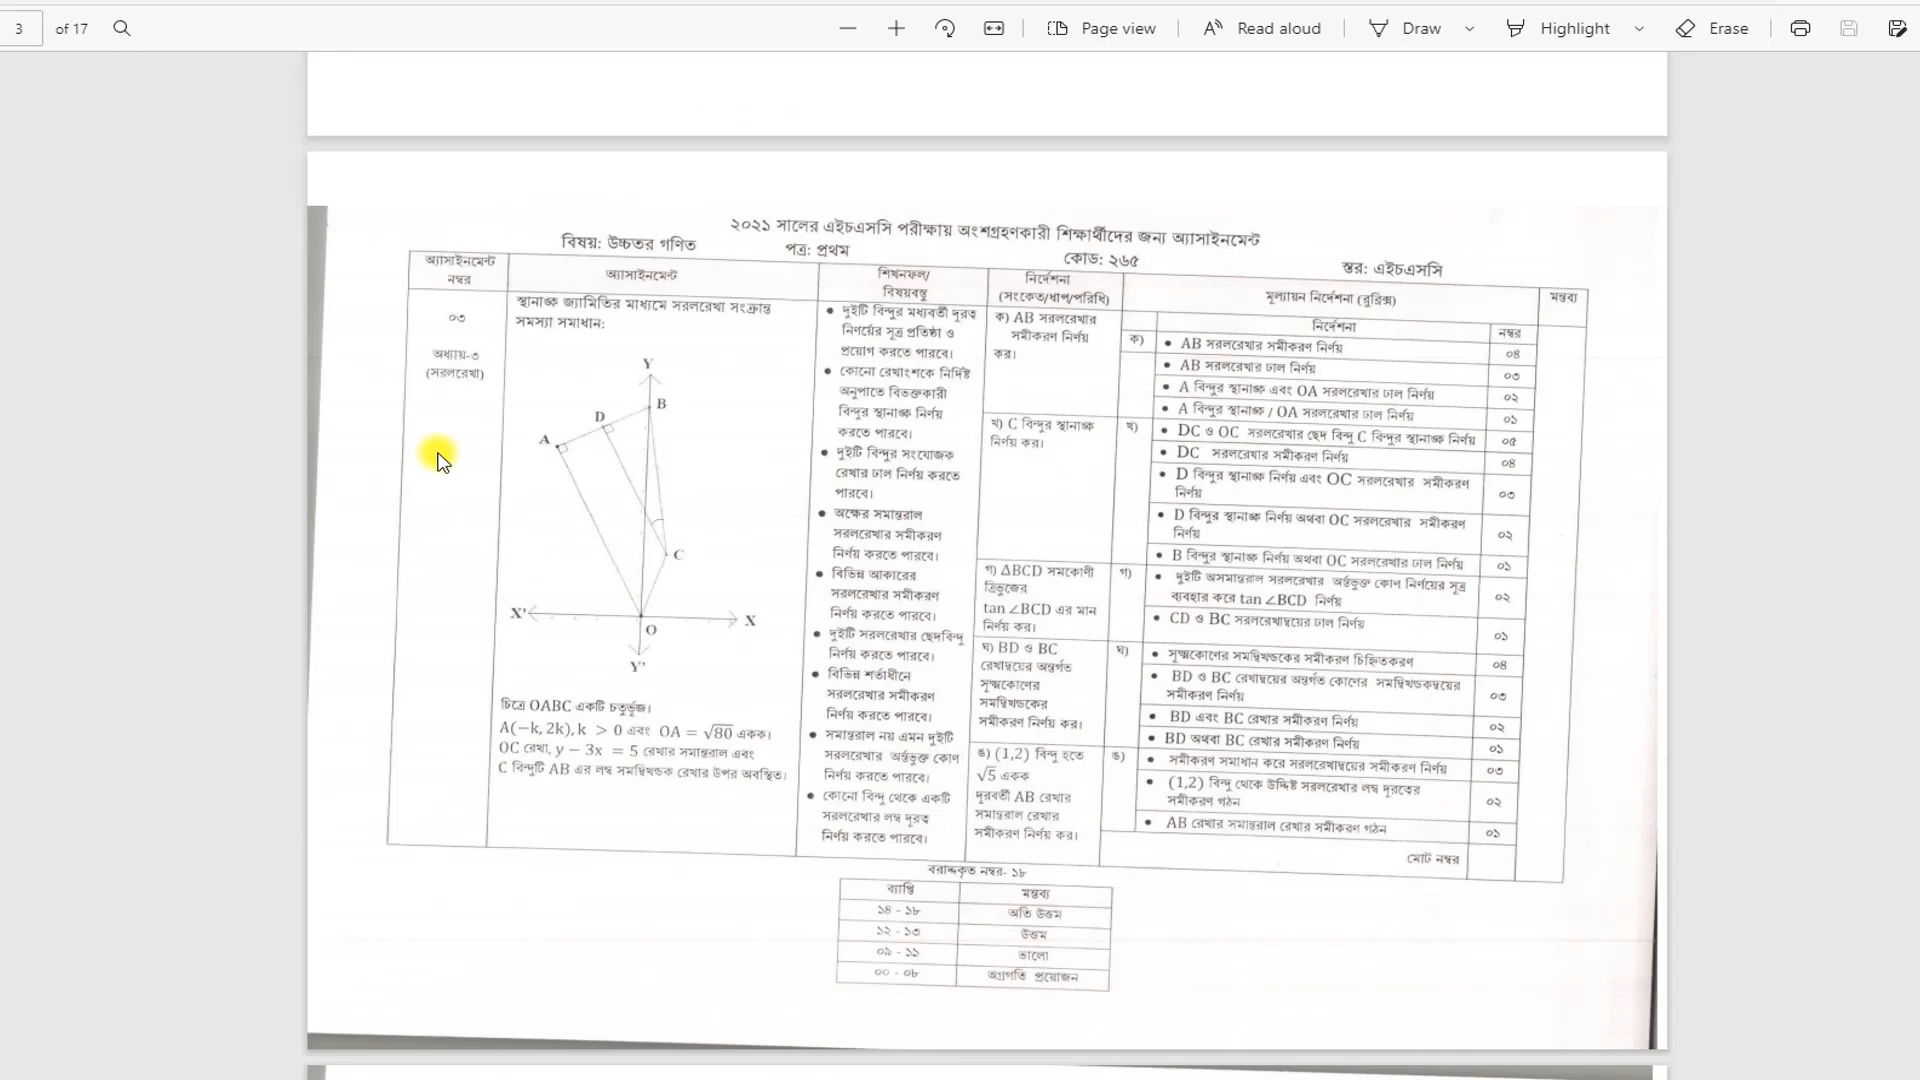 3 of 17 Page view Read aloud Draw Highlight Erase
২০২১ সালের এইচএসসি পরীক্ষায় অংশগ্রহণকারী শিক্ষার্থীদের জন্য অ্যাসাইনমেন্ট
বিষয়: উচ্চতর গণিত পত্র: প্রথম কোড: ২৬৫ স্তর: এইচএসসি
অ্যাসাইনমেন্ট
নম্বর
অ্যাসাইনমেন্ট
শিখনফল/
বিষয়বস্তু
নির্দেশনা
(সংকেত/ধাপ/পরিধি)
মূল্যায়ন নির্দেশনা (রুব্রিক্স)
মন্তব্য
০৩
অধ্যায়-৩
(সরলরেখা)
স্থানাঙ্ক জ্যামিতির মাধ্যমে সরলরেখা সংক্রান্ত
সমস্যা সমাধান:
Y
B
D
A
C
X'
X
O
Y'
চিত্রে OABC একটি চতুর্ভুজ।
A(−k, 2k), k > 0 এবং OA = √80 একক।
OC রেখা, y − 3x = 5 রেখার সমান্তরাল এবং
C বিন্দুটি AB এর লম্ব সমদ্বিখন্ডক রেখার উপর অবস্থিত।
• দুইটি বিন্দুর মধ্যবর্তী দূরত্ব
নির্ণয়ের সূত্র প্রতিষ্ঠা ও
প্রয়োগ করতে পারবে।
• কোনো রেখাংশকে নির্দিষ্ট
অনুপাতে বিভক্তকারী
বিন্দুর স্থানাঙ্ক নির্ণয়
করতে পারবে।
• দুইটি বিন্দুর সংযোজক
রেখার ঢাল নির্ণয় করতে
পারবে।
• অক্ষের সমান্তরাল
সরলরেখার সমীকরণ
নির্ণয় করতে পারবে।
• বিভিন্ন আকারের
সরলরেখার সমীকরণ
নির্ণয় করতে পারবে।
• দুইটি সরলরেখার ছেদবিন্দু
নির্ণয় করতে পারবে।
• বিভিন্ন শর্তাধীনে
সরলরেখার সমীকরণ
নির্ণয় করতে পারবে।
• সমান্তরাল নয় এমন দুইটি
সরলরেখার অর্ন্তভুক্ত কোণ
নির্ণয় করতে পারবে।
• কোনো বিন্দু থেকে একটি
সরলরেখার লম্ব দূরত্ব
নির্ণয় করতে পারবে।
ক) AB সরলরেখার
সমীকরণ নির্ণয়
কর।
খ) C বিন্দুর স্থানাঙ্ক
নির্ণয় কর।
গ) ΔBCD সমকোণী
ত্রিভুজের
tan ∠BCD এর মান
নির্ণয় কর।
ঘ) BD ও BC
রেখাদ্বয়ের অন্তর্গত
সূক্ষ্মকোণের
সমদ্বিখন্ডকের
সমীকরণ নির্ণয় কর।
ঙ) (1,2) বিন্দু হতে
√5 একক
দূরবর্তী AB রেখার
সমান্তরাল রেখার
সমীকরণ নির্ণয় কর।
নির্দেশনা নম্বর
ক) • AB সরলরেখার সমীকরণ নির্ণয় ০৪
• AB সরলরেখার ঢাল নির্ণয় ০৩
• A বিন্দুর স্থানাঙ্ক এবং OA সরলরেখার ঢাল নির্ণয় ০২
• A বিন্দুর স্থানাঙ্ক / OA সরলরেখার ঢাল নির্ণয় ০১
খ) • DC ও OC সরলরেখার ছেদ বিন্দু C বিন্দুর স্থানাঙ্ক নির্ণয় ০৫
• DC সরলরেখার সমীকরণ নির্ণয় ০৪
• D বিন্দুর স্থানাঙ্ক নির্ণয় এবং OC সরলরেখার সমীকরণ
নির্ণয় ০৩
• D বিন্দুর স্থানাঙ্ক নির্ণয় অথবা OC সরলরেখার সমীকরণ
নির্ণয় ০২
• B বিন্দুর স্থানাঙ্ক নির্ণয় অথবা OC সরলরেখার ঢাল নির্ণয় ০১
গ) • দুইটি অসমান্তরাল সরলরেখার অর্ন্তভুক্ত কোণ নির্ণয়ের সূত্র
ব্যবহার করে tan ∠BCD নির্ণয় ০২
• CD ও BC সরলরেখাদ্বয়ের ঢাল নির্ণয় ০১
ঘ) • সূক্ষ্মকোণের সমদ্বিখন্ডকের সমীকরণ চিহ্নিতকরণ ০৪
• BD ও BC রেখাদ্বয়ের অন্তর্গত কোণের সমদ্বিখন্ডকদ্বয়ের
সমীকরণ নির্ণয় ০৩
• BD এবং BC রেখার সমীকরণ নির্ণয় ০২
• BD অথবা BC রেখার সমীকরণ নির্ণয় ০১
ঙ) • সমীকরণ সমাধান করে সরলরেখাদ্বয়ের সমীকরণ নির্ণয় ০৩
• (1,2) বিন্দু থেকে উদ্দিষ্ট সরলরেখার লম্ব দূরত্বের
সমীকরণ গঠন ০২
• AB রেখার সমান্তরাল রেখার সমীকরণ গঠন ০১
মোট নম্বর
বরাদ্দকৃত নম্বর- ১৮
ব্যাপ্তি মন্তব্য
১৪ - ১৮ অতি উত্তম
১২ - ১৩ উত্তম
০৯ - ১১ ভালো
০০ - ০৮ অগ্রগতি প্রয়োজন